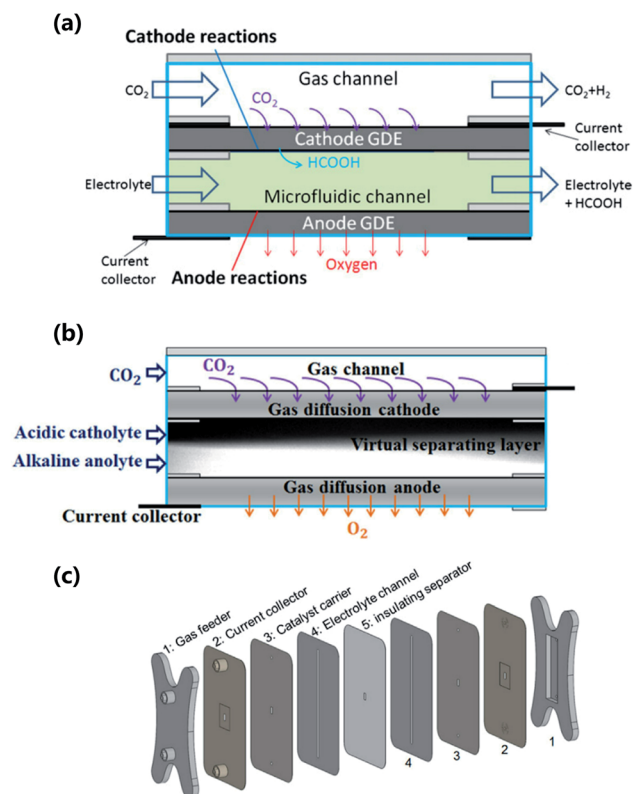 (a)
Cathode reactions
Gas channel
CO₂
CO₂
CO₂+H₂
Cathode GDE
Current
collector
HCOOH
Electrolyte
Microfluidic channel
Electrolyte
+ HCOOH
Anode GDE
Current
collector
Anode reactions
Oxygen
(b)
CO₂
CO₂
Gas channel
Gas diffusion cathode
Acidic catholyte
Virtual separating layer
Alkaline anolyte
Gas diffusion anode
Current collector
O₂
(c)
1: Gas feeder
2: Current collector
3: Catalyst carrier
4: Electrolyte channel
5: insulating separator
4
3
2
1